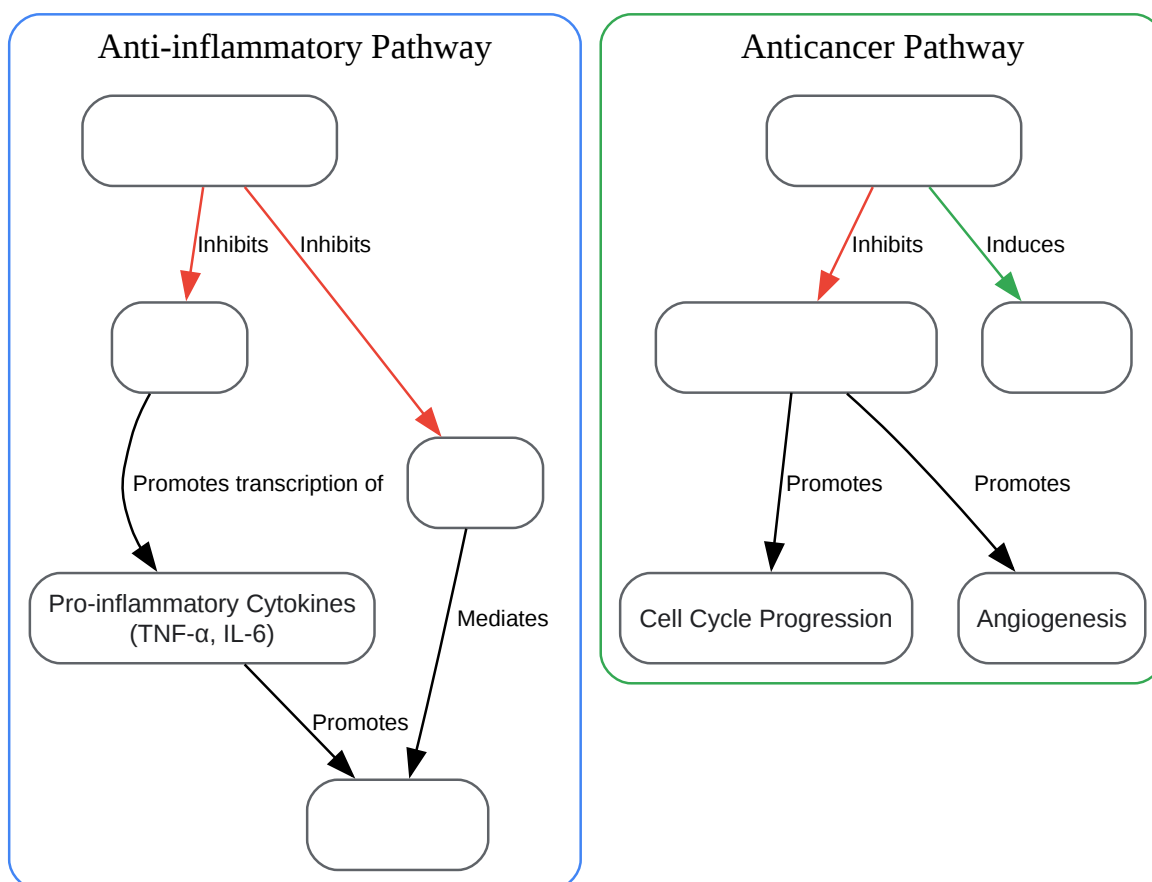 Anti-inflammatory Pathway
Inhibits
Inhibits
Promotes transcription of
Pro-inflammatory Cytokines
(TNF-α, IL-6)
Mediates
Promotes
Anticancer Pathway
Inhibits
Induces
Promotes
Promotes
Cell Cycle Progression
Angiogenesis